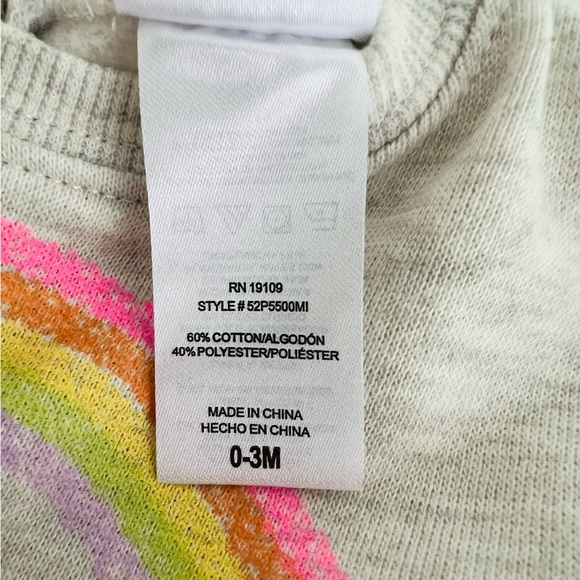 RN 19109
STYLE # 52P5500MI
60% COTTON/ALGODÓN
40% POLYESTER/POLIÉSTER
MADE IN CHINA
HECHO EN CHINA
0-3M